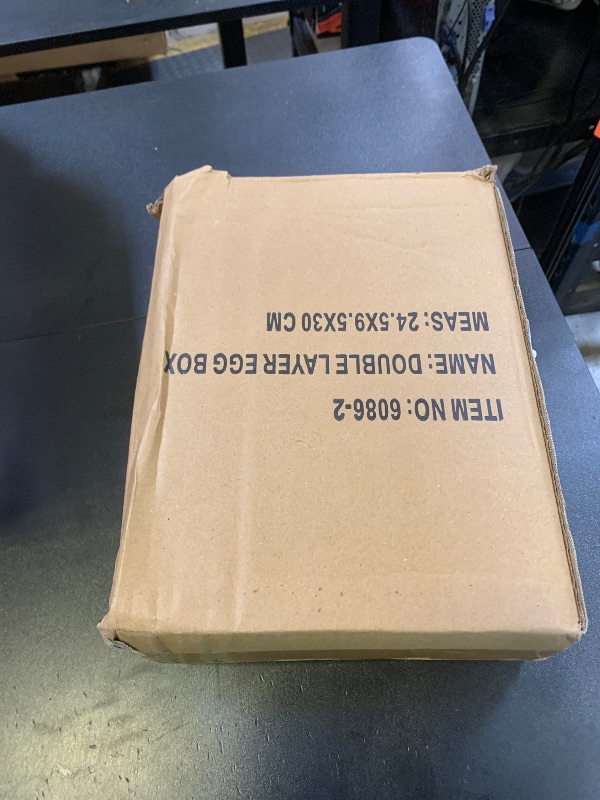 ITEM NO: 6086-2
NAME: DOUBLE LAYER EGG BOX
MEAS: 24.5X9.5X30 CM